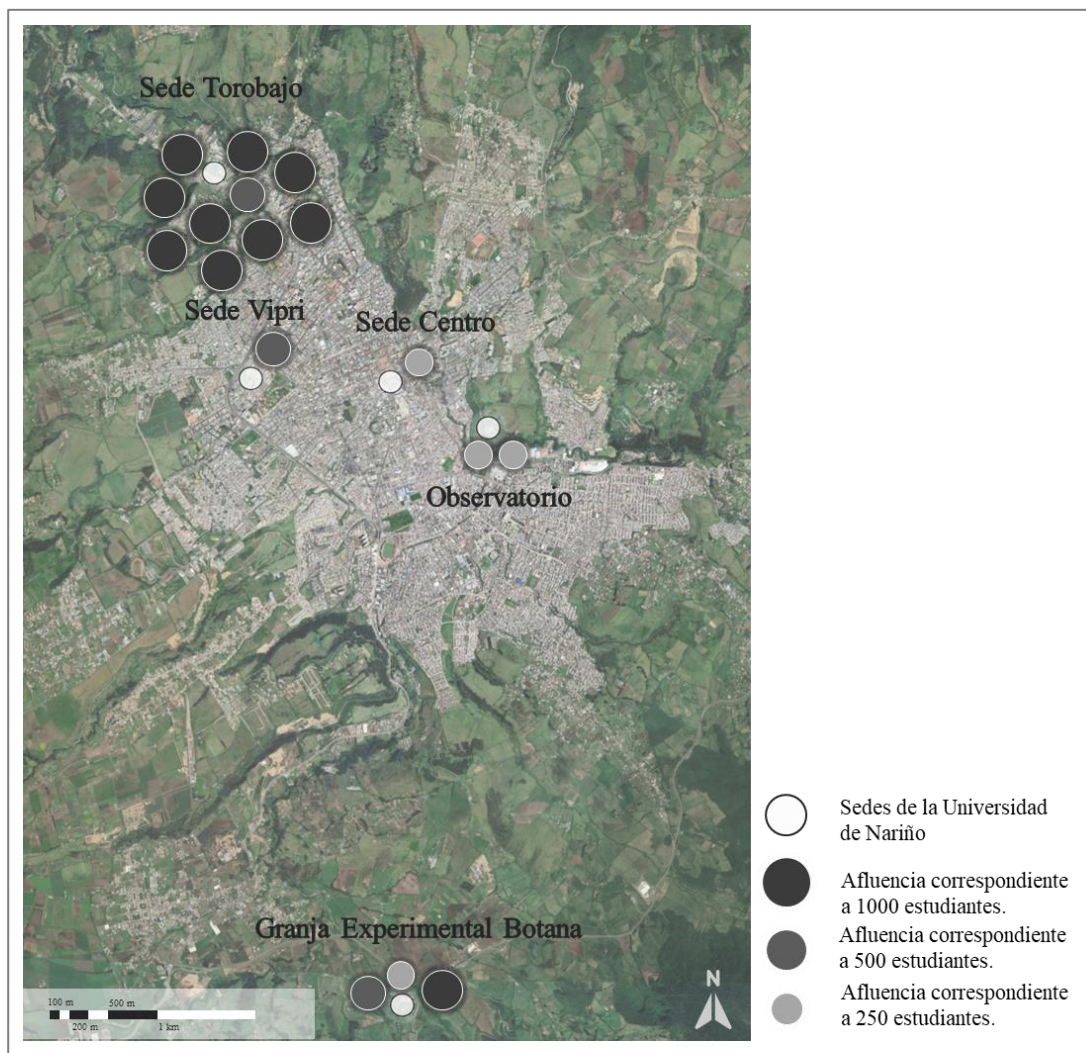 Sede Torobajo
Sede Vipri
Sede Centro
Observatorio
Granja Experimental Botana
100 m
500 m
200 m
1 km
N
Sedes de la Universidad
de Nariño
Afluencia correspondiente
a 1000 estudiantes.
Afluencia correspondiente
a 500 estudiantes.
Afluencia correspondiente
a 250 estudiantes.